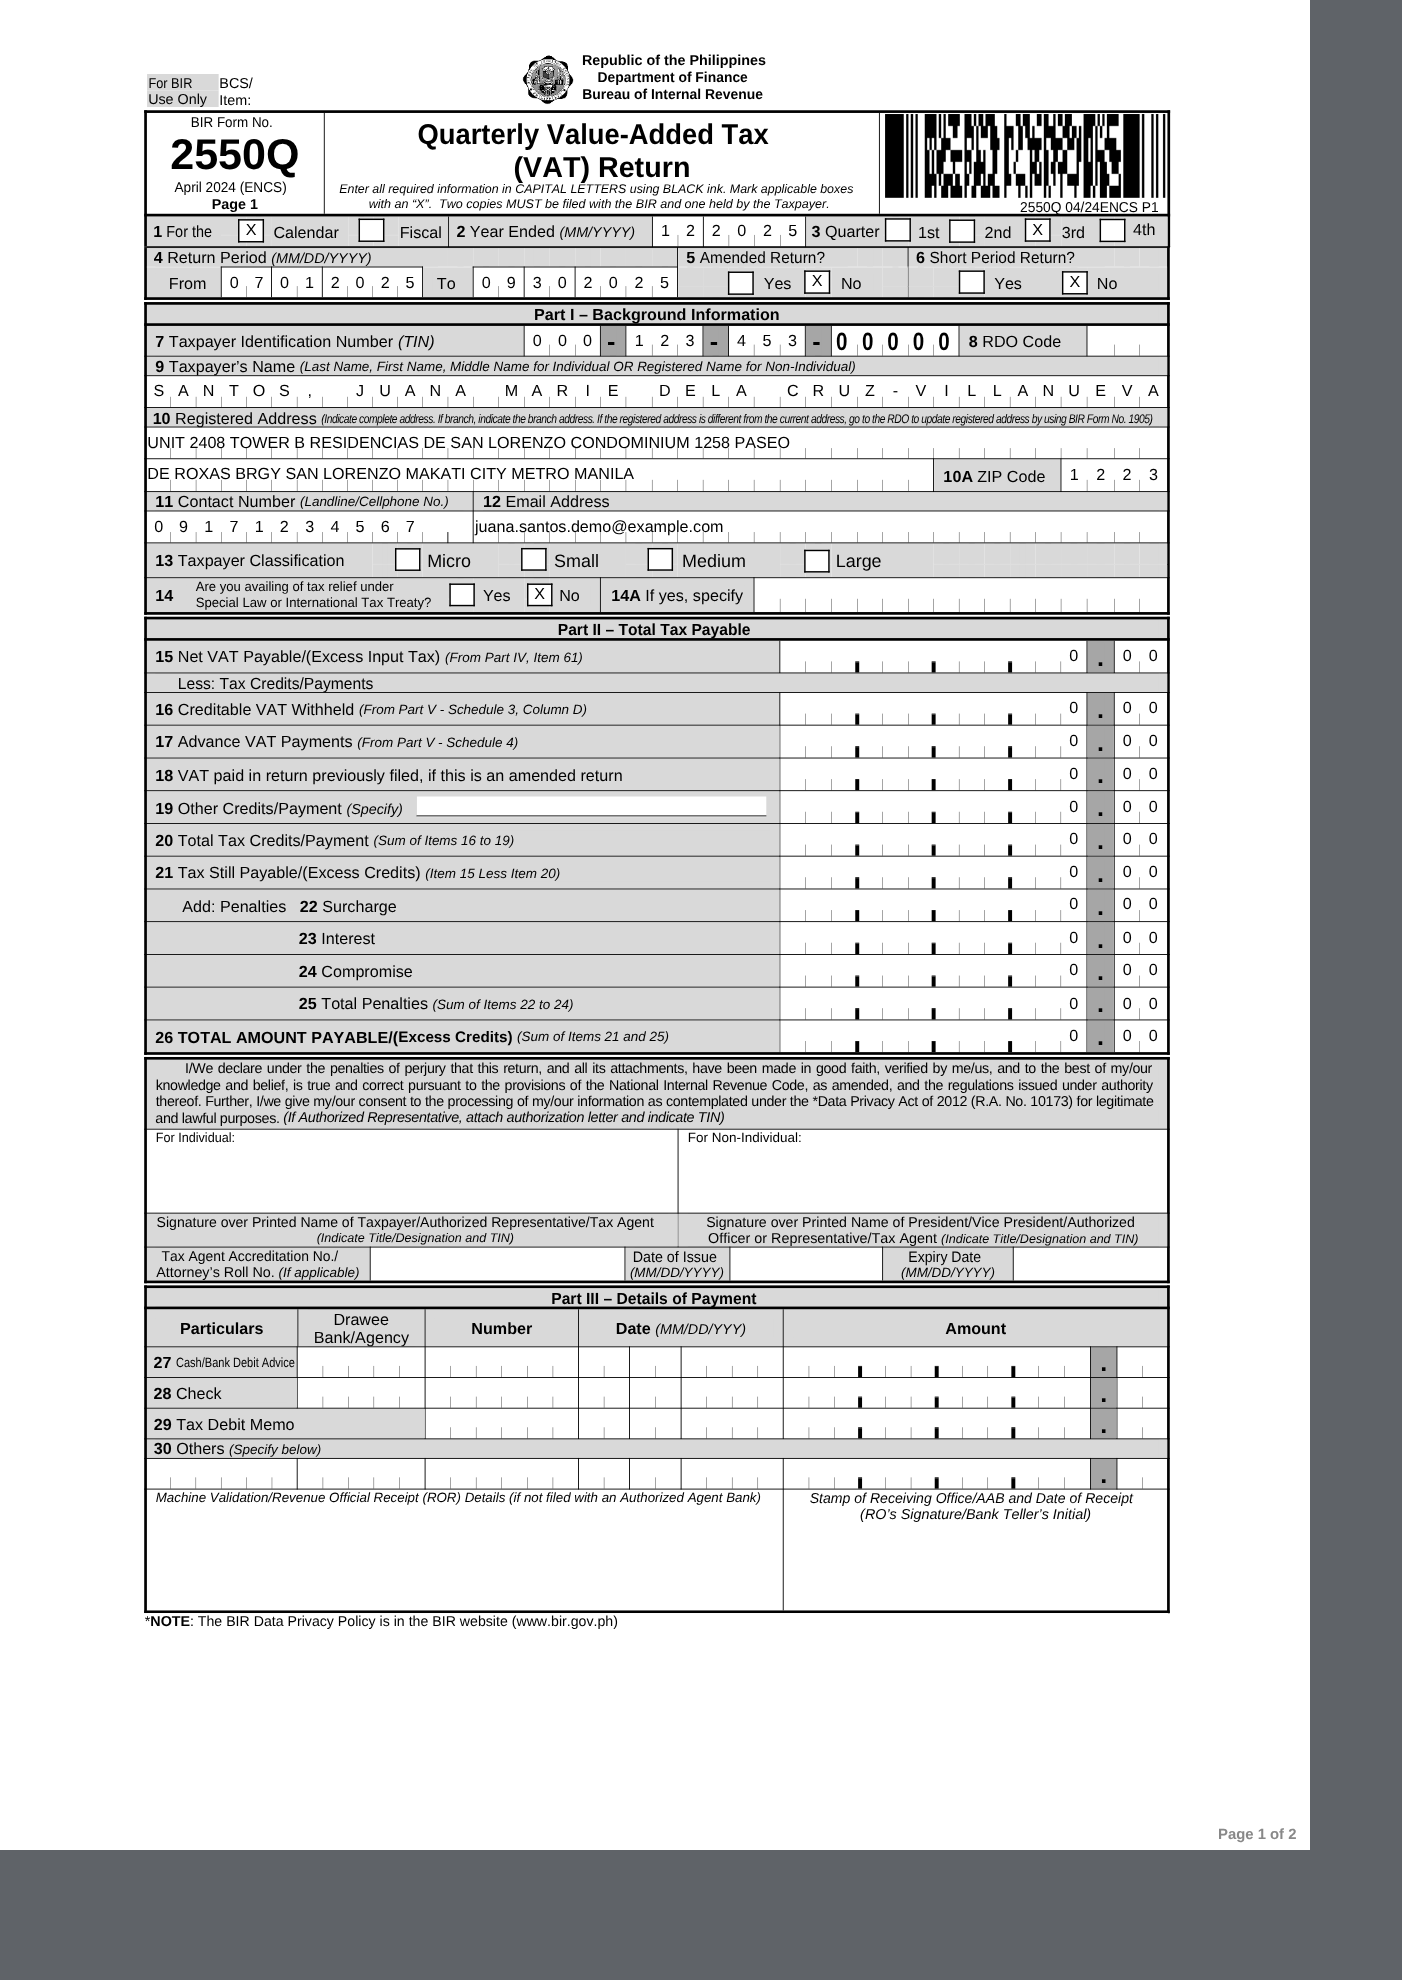 Republic of the Philippines
For BIR Use Only BCS/ Item:
Department of Finance
Bureau of Internal Revenue
BIR Form No.
2550Q
April 2024 (ENCS)
Page 1
Quarterly Value-Added Tax
(VAT) Return
Enter all required information in CAPITAL LETTERS using BLACK ink. Mark applicable boxes
with an “X”. Two copies MUST be filed with the BIR and one held by the Taxpayer.
2550Q 04/24ENCS P1
1 For the X Calendar Fiscal 2 Year Ended (MM/YYYY) 1 2 2 0 2 5 3 Quarter 1st 2nd X 3rd 4th
4 Return Period (MM/DD/YYYY) 5 Amended Return? 6 Short Period Return?
From 0 7 0 1 2 0 2 5 To 0 9 3 0 2 0 2 5 Yes X No Yes X No
Part I – Background Information
7 Taxpayer Identification Number (TIN) 0 0 0 - 1 2 3 - 4 5 3 - 0 0 0 0 0 8 RDO Code
9 Taxpayer’s Name (Last Name, First Name, Middle Name for Individual OR Registered Name for Non-Individual)
S A N T O S , J U A N A M A R I E D E L A C R U Z - V I L L A N U E V A
10 Registered Address (Indicate complete address. If branch, indicate the branch address. If the registered address is different from the current address, go to the RDO to update registered address by using BIR Form No. 1905)
UNIT 2408 TOWER B RESIDENCIAS DE SAN LORENZO CONDOMINIUM 1258 PASEO
DE ROXAS BRGY SAN LORENZO MAKATI CITY METRO MANILA 10A ZIP Code 1 2 2 3
11 Contact Number (Landline/Cellphone No.) 12 Email Address
0 9 1 7 1 2 3 4 5 6 7 juana.santos.demo@example.com
13 Taxpayer Classification Micro Small Medium Large
14 Are you availing of tax relief under
Special Law or International Tax Treaty? Yes X No 14A If yes, specify
Part II – Total Tax Payable
15 Net VAT Payable/(Excess Input Tax) (From Part IV, Item 61) 0 . 0 0
Less: Tax Credits/Payments
16 Creditable VAT Withheld (From Part V - Schedule 3, Column D) 0 . 0 0
17 Advance VAT Payments (From Part V - Schedule 4) 0 . 0 0
18 VAT paid in return previously filed, if this is an amended return 0 . 0 0
19 Other Credits/Payment (Specify) 0 . 0 0
20 Total Tax Credits/Payment (Sum of Items 16 to 19) 0 . 0 0
21 Tax Still Payable/(Excess Credits) (Item 15 Less Item 20) 0 . 0 0
Add: Penalties 22 Surcharge 0 . 0 0
23 Interest 0 . 0 0
24 Compromise 0 . 0 0
25 Total Penalties (Sum of Items 22 to 24) 0 . 0 0
26 TOTAL AMOUNT PAYABLE/(Excess Credits) (Sum of Items 21 and 25) 0 . 0 0
I/We declare under the penalties of perjury that this return, and all its attachments, have been made in good faith, verified by me/us, and to the best of my/our
knowledge and belief, is true and correct pursuant to the provisions of the National Internal Revenue Code, as amended, and the regulations issued under authority
thereof. Further, I/we give my/our consent to the processing of my/our information as contemplated under the *Data Privacy Act of 2012 (R.A. No. 10173) for legitimate
and lawful purposes. (If Authorized Representative, attach authorization letter and indicate TIN)
For Individual: For Non-Individual:
Signature over Printed Name of Taxpayer/Authorized Representative/Tax Agent
(Indicate Title/Designation and TIN)
Signature over Printed Name of President/Vice President/Authorized
Officer or Representative/Tax Agent (Indicate Title/Designation and TIN)
Tax Agent Accreditation No./
Attorney’s Roll No. (If applicable)
Date of Issue
(MM/DD/YYYY)
Expiry Date
(MM/DD/YYYY)
Part III – Details of Payment
Particulars Drawee Bank/Agency Number Date (MM/DD/YYY) Amount
27 Cash/Bank Debit Advice .
28 Check .
29 Tax Debit Memo .
30 Others (Specify below)
.
Machine Validation/Revenue Official Receipt (ROR) Details (if not filed with an Authorized Agent Bank)
Stamp of Receiving Office/AAB and Date of Receipt
(RO’s Signature/Bank Teller’s Initial)
*NOTE: The BIR Data Privacy Policy is in the BIR website (www.bir.gov.ph)
Page 1 of 2